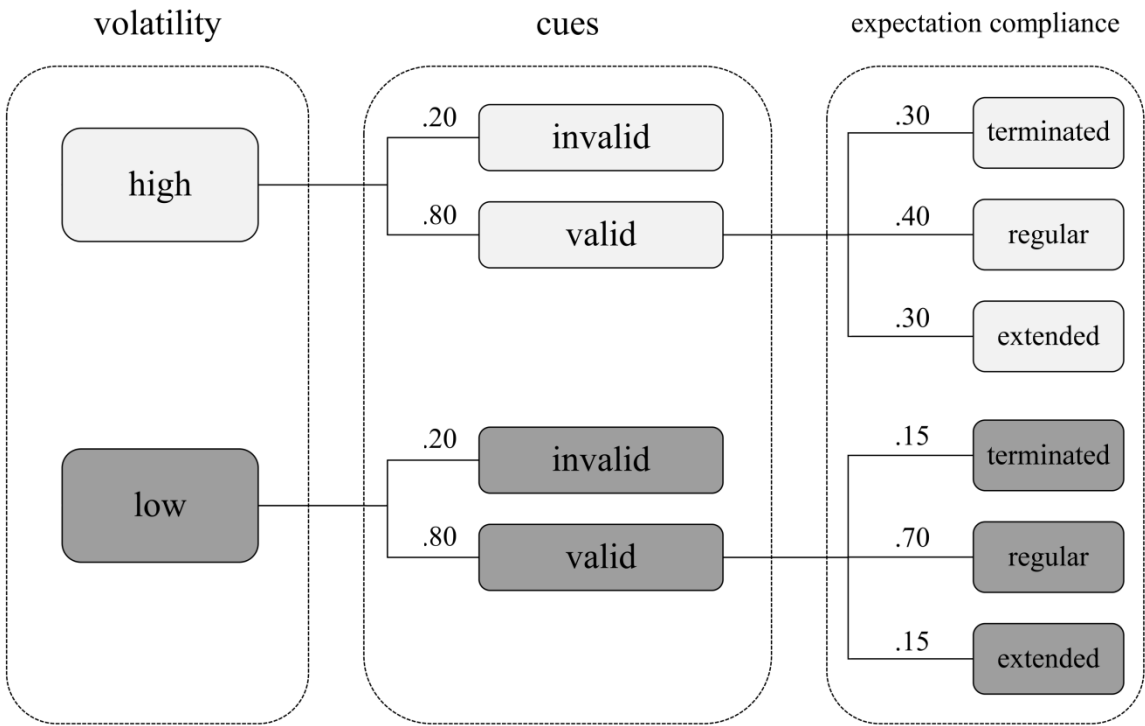 volatility
cues
expectation compliance
high
.20
invalid
.80
valid
.30
terminated
.40
regular
.30
extended
low
.20
invalid
.80
valid
.15
terminated
.70
regular
.15
extended